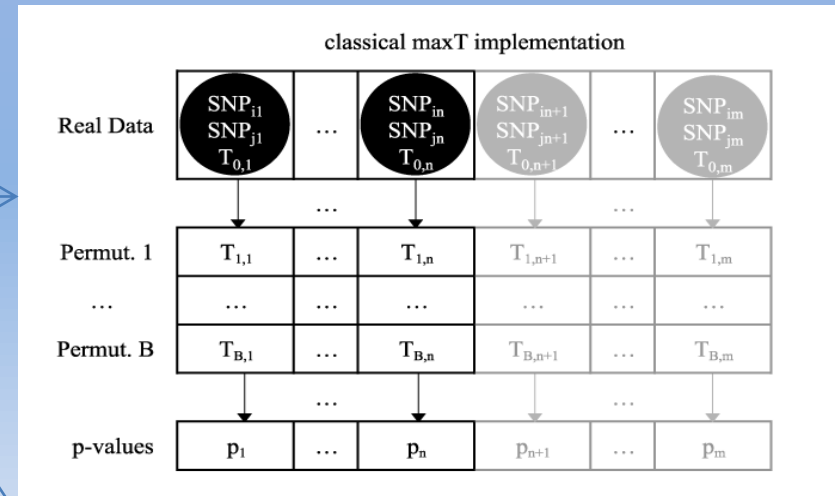 classical maxT implementation
Real Data
SNPi1 SNPj1 T0,1
...
SNPin SNPjn T0,n
SNPin+1 SNPjn+1 T0,n+1
...
SNPim SNPjm T0,m
... ...
Permut. 1 T1,1 ... T1,n T1,n+1 ... T1,m
... ... ... ... ... ... ...
Permut. B TB,1 ... TB,n TB,n+1 ... TB,m
... ...
p-values p1 ... pn pn+1 ... pm